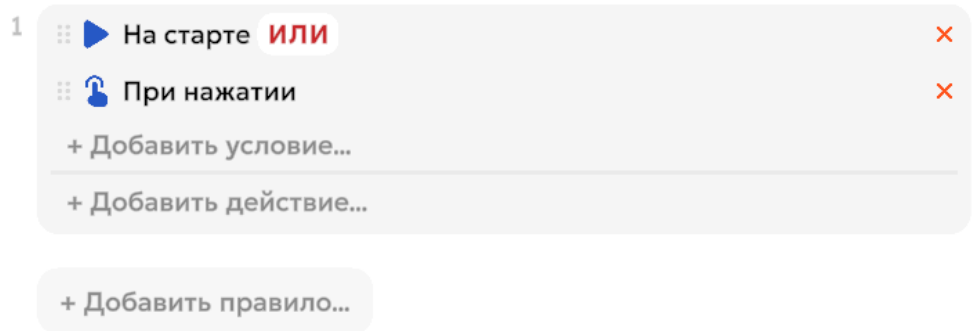 1
На старте ИЛИ
При нажатии
+ Добавить условие...
+ Добавить действие...
+ Добавить правило...